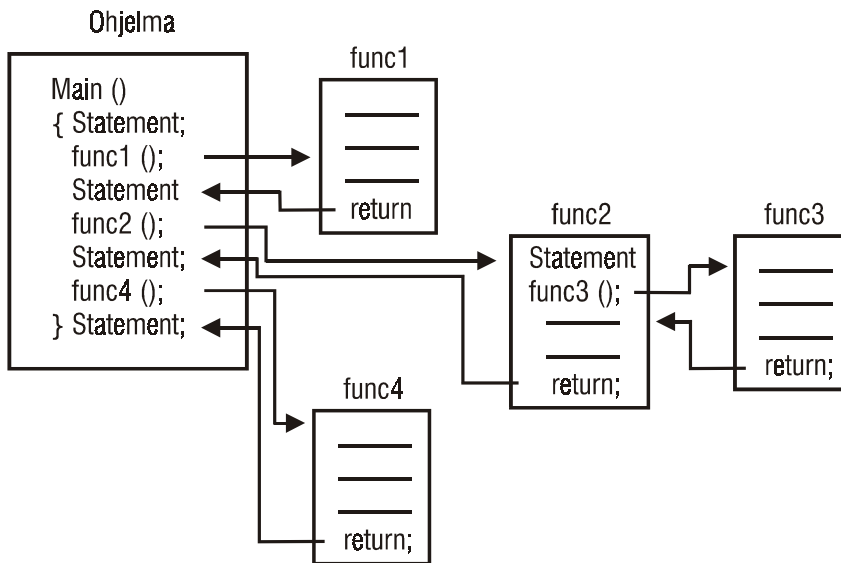 Ohjelma
Main ()
{ Statement;
func1 ();
Statement
func2 ();
Statement;
func4 ();
} Statement;
func1
return
func2
Statement
func3 ();
return;
func3
return;
func4
return;